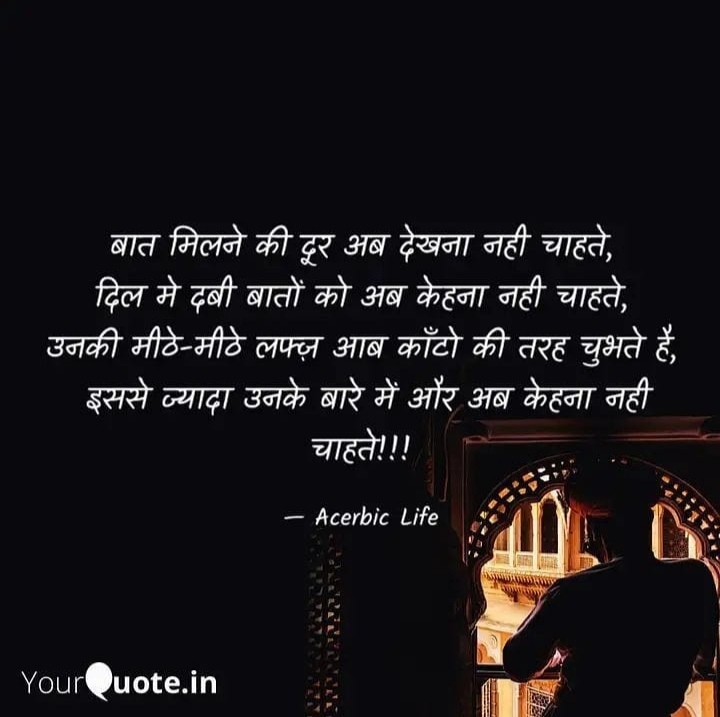 बात मिलने की दूर अब देखना नही चाहते,
दिल मे दबी बातों को अब केहना नही चाहते,
उनकी मीठे-मीठे लफ्ज़ आब काँटो की तरह चुभते है,
इससे ज्यादा उनके बारे में और अब केहना नही
चाहते!!!
— Acerbic Life
YourQuote.in